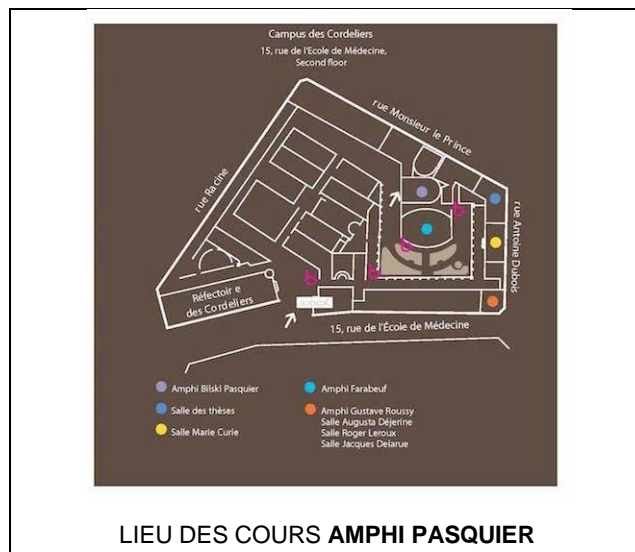 Campus des Cordeliers
15, rue de l'Ecole de Médecine,
Second floor
rue Monsieur le Prince
rue Racine
rue Antoine Dubois
Réfectoir e
des Cordeliers
15, rue de l'École de Médecine
Amphi Bilski Pasquier
Salle des thèses
Salle Marie Curie
Amphi Farabeuf
Amphi Gustave Roussy
Salle Augusta Déjerine
Salle Roger Leroux
Salle Jacques Delarue
LIEU DES COURS AMPHI PASQUIER